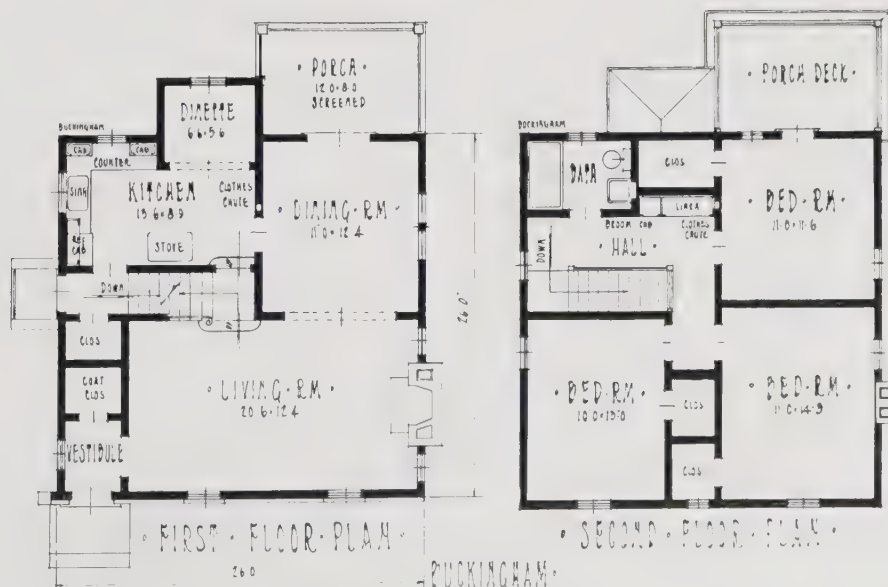 · PORCH ·
12 0 · 8 0
SCREENED
DINETTE
6 6 × 5 6
BUCKINGHAM
CAB
CAB
COUNTER
SINK
KITCHEN
13 · 6 × 8 · 9
CLOTHES
CHUTE
REF
CAB
STOVE
· DINING · RM ·
11 · 0 × 12 4
DOWN
UP
UP
CLOS
COAT
CLOS
· LIVING · RM ·
20 6 × 12 4
VESTIBULE
26 0
· FIRST · FLOOR · PLAN ·
26 0
PORCH DECK ·
BUCKINGHAM
BATH
CLOS
BROOM CAB
LINEN
CLOTHES
CHUTE
· BED · RM ·
11 · 0 × 11 · 6
DOWN
· HALL ·
· BED · RM ·
10 0 × 13 · 0
CLOS
CLOS
· BED · RM ·
11 · 0 × 14 · 3
· SECOND · FLOOR · PLAN ·
· BUCKINGHAM ·